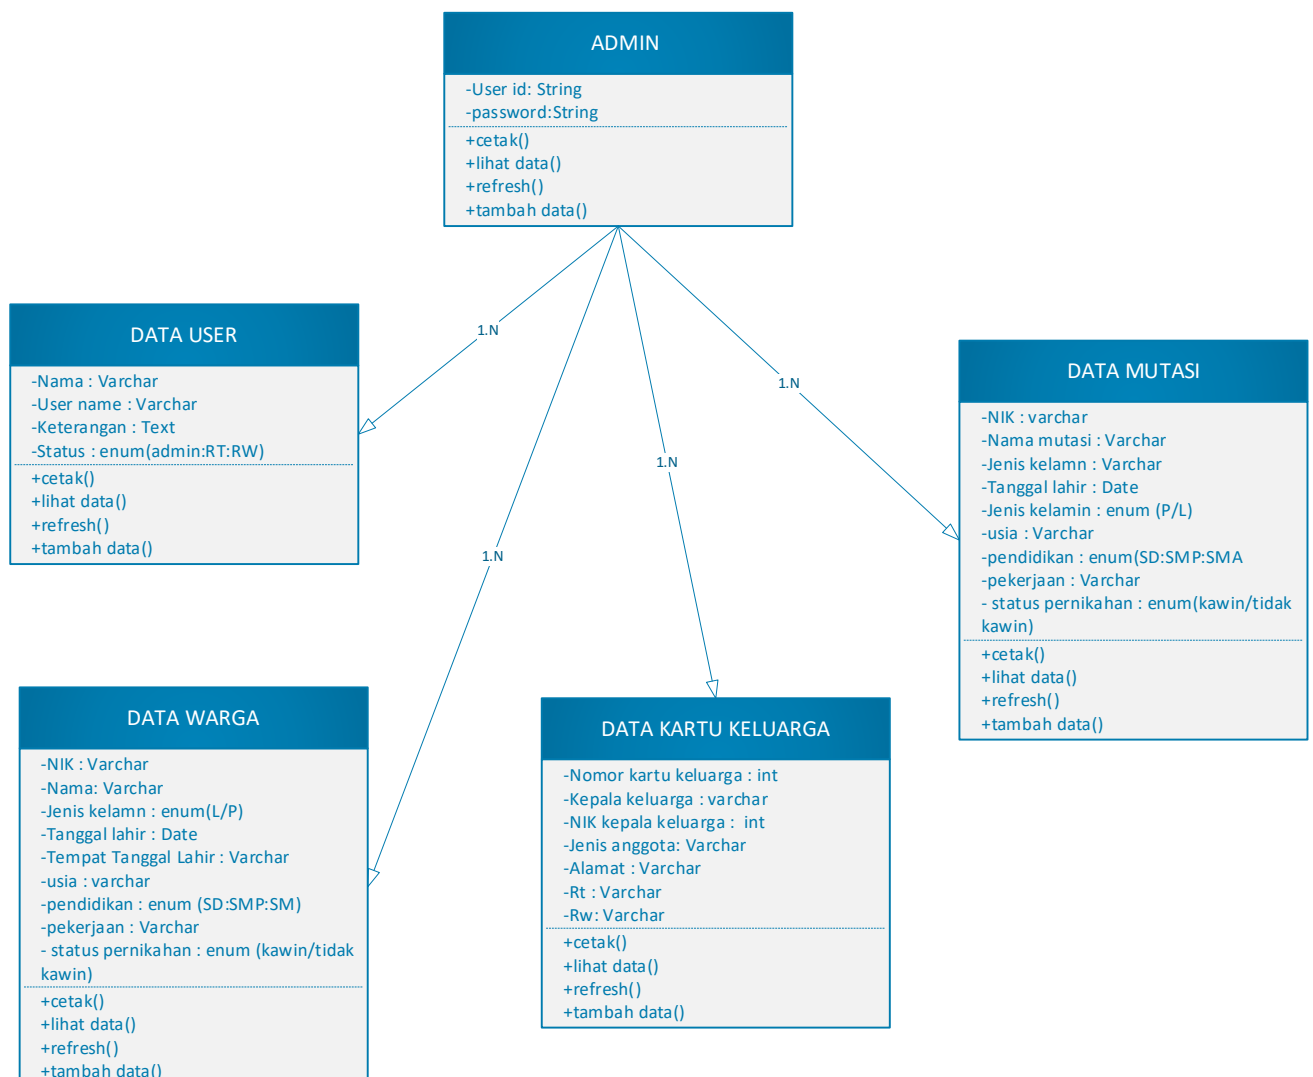 ADMIN
-User id: String
-password:String
+cetak()
+lihat data()
+refresh()
+tambah data()
DATA USER
-Nama : Varchar
-User name : Varchar
-Keterangan : Text
-Status : enum(admin:RT:RW)
+cetak()
+lihat data()
+refresh()
+tambah data()
1.N
1.N
1.N
1.N
DATA MUTASI
-NIK : varchar
-Nama mutasi : Varchar
-Jenis kelamn : Varchar
-Tanggal lahir : Date
-Jenis kelamin : enum (P/L)
-usia : Varchar
-pendidikan : enum(SD:SMP:SMA
-pekerjaan : Varchar
- status pernikahan : enum(kawin/tidak
kawin)
+cetak()
+lihat data()
+refresh()
+tambah data()
DATA WARGA
-NIK : Varchar
-Nama: Varchar
-Jenis kelamn : enum(L/P)
-Tanggal lahir : Date
-Tempat Tanggal Lahir : Varchar
-usia : varchar
-pendidikan : enum (SD:SMP:SM)
-pekerjaan : Varchar
- status pernikahan : enum (kawin/tidak
kawin)
+cetak()
+lihat data()
+refresh()
+tambah data()
DATA KARTU KELUARGA
-Nomor kartu keluarga : int
-Kepala keluarga : varchar
-NIK kepala keluarga :  int
-Jenis anggota: Varchar
-Alamat : Varchar
-Rt : Varchar
-Rw: Varchar
+cetak()
+lihat data()
+refresh()
+tambah data()